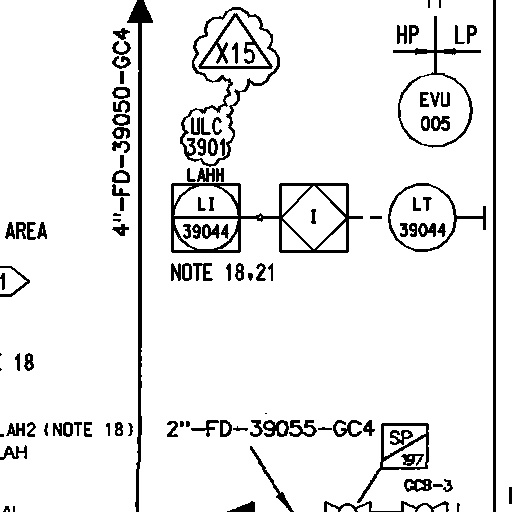 HP LP
X15
4"-FD-39050-GC4
EVU
005
ULC
3901
LAHH
LI
39044
I
LT
39044
AREA
NOTE 18,21
1
18
LAH2 (NOTE 18)
LAH
2"-FD-39055-GC4
SP
197
GCB-3